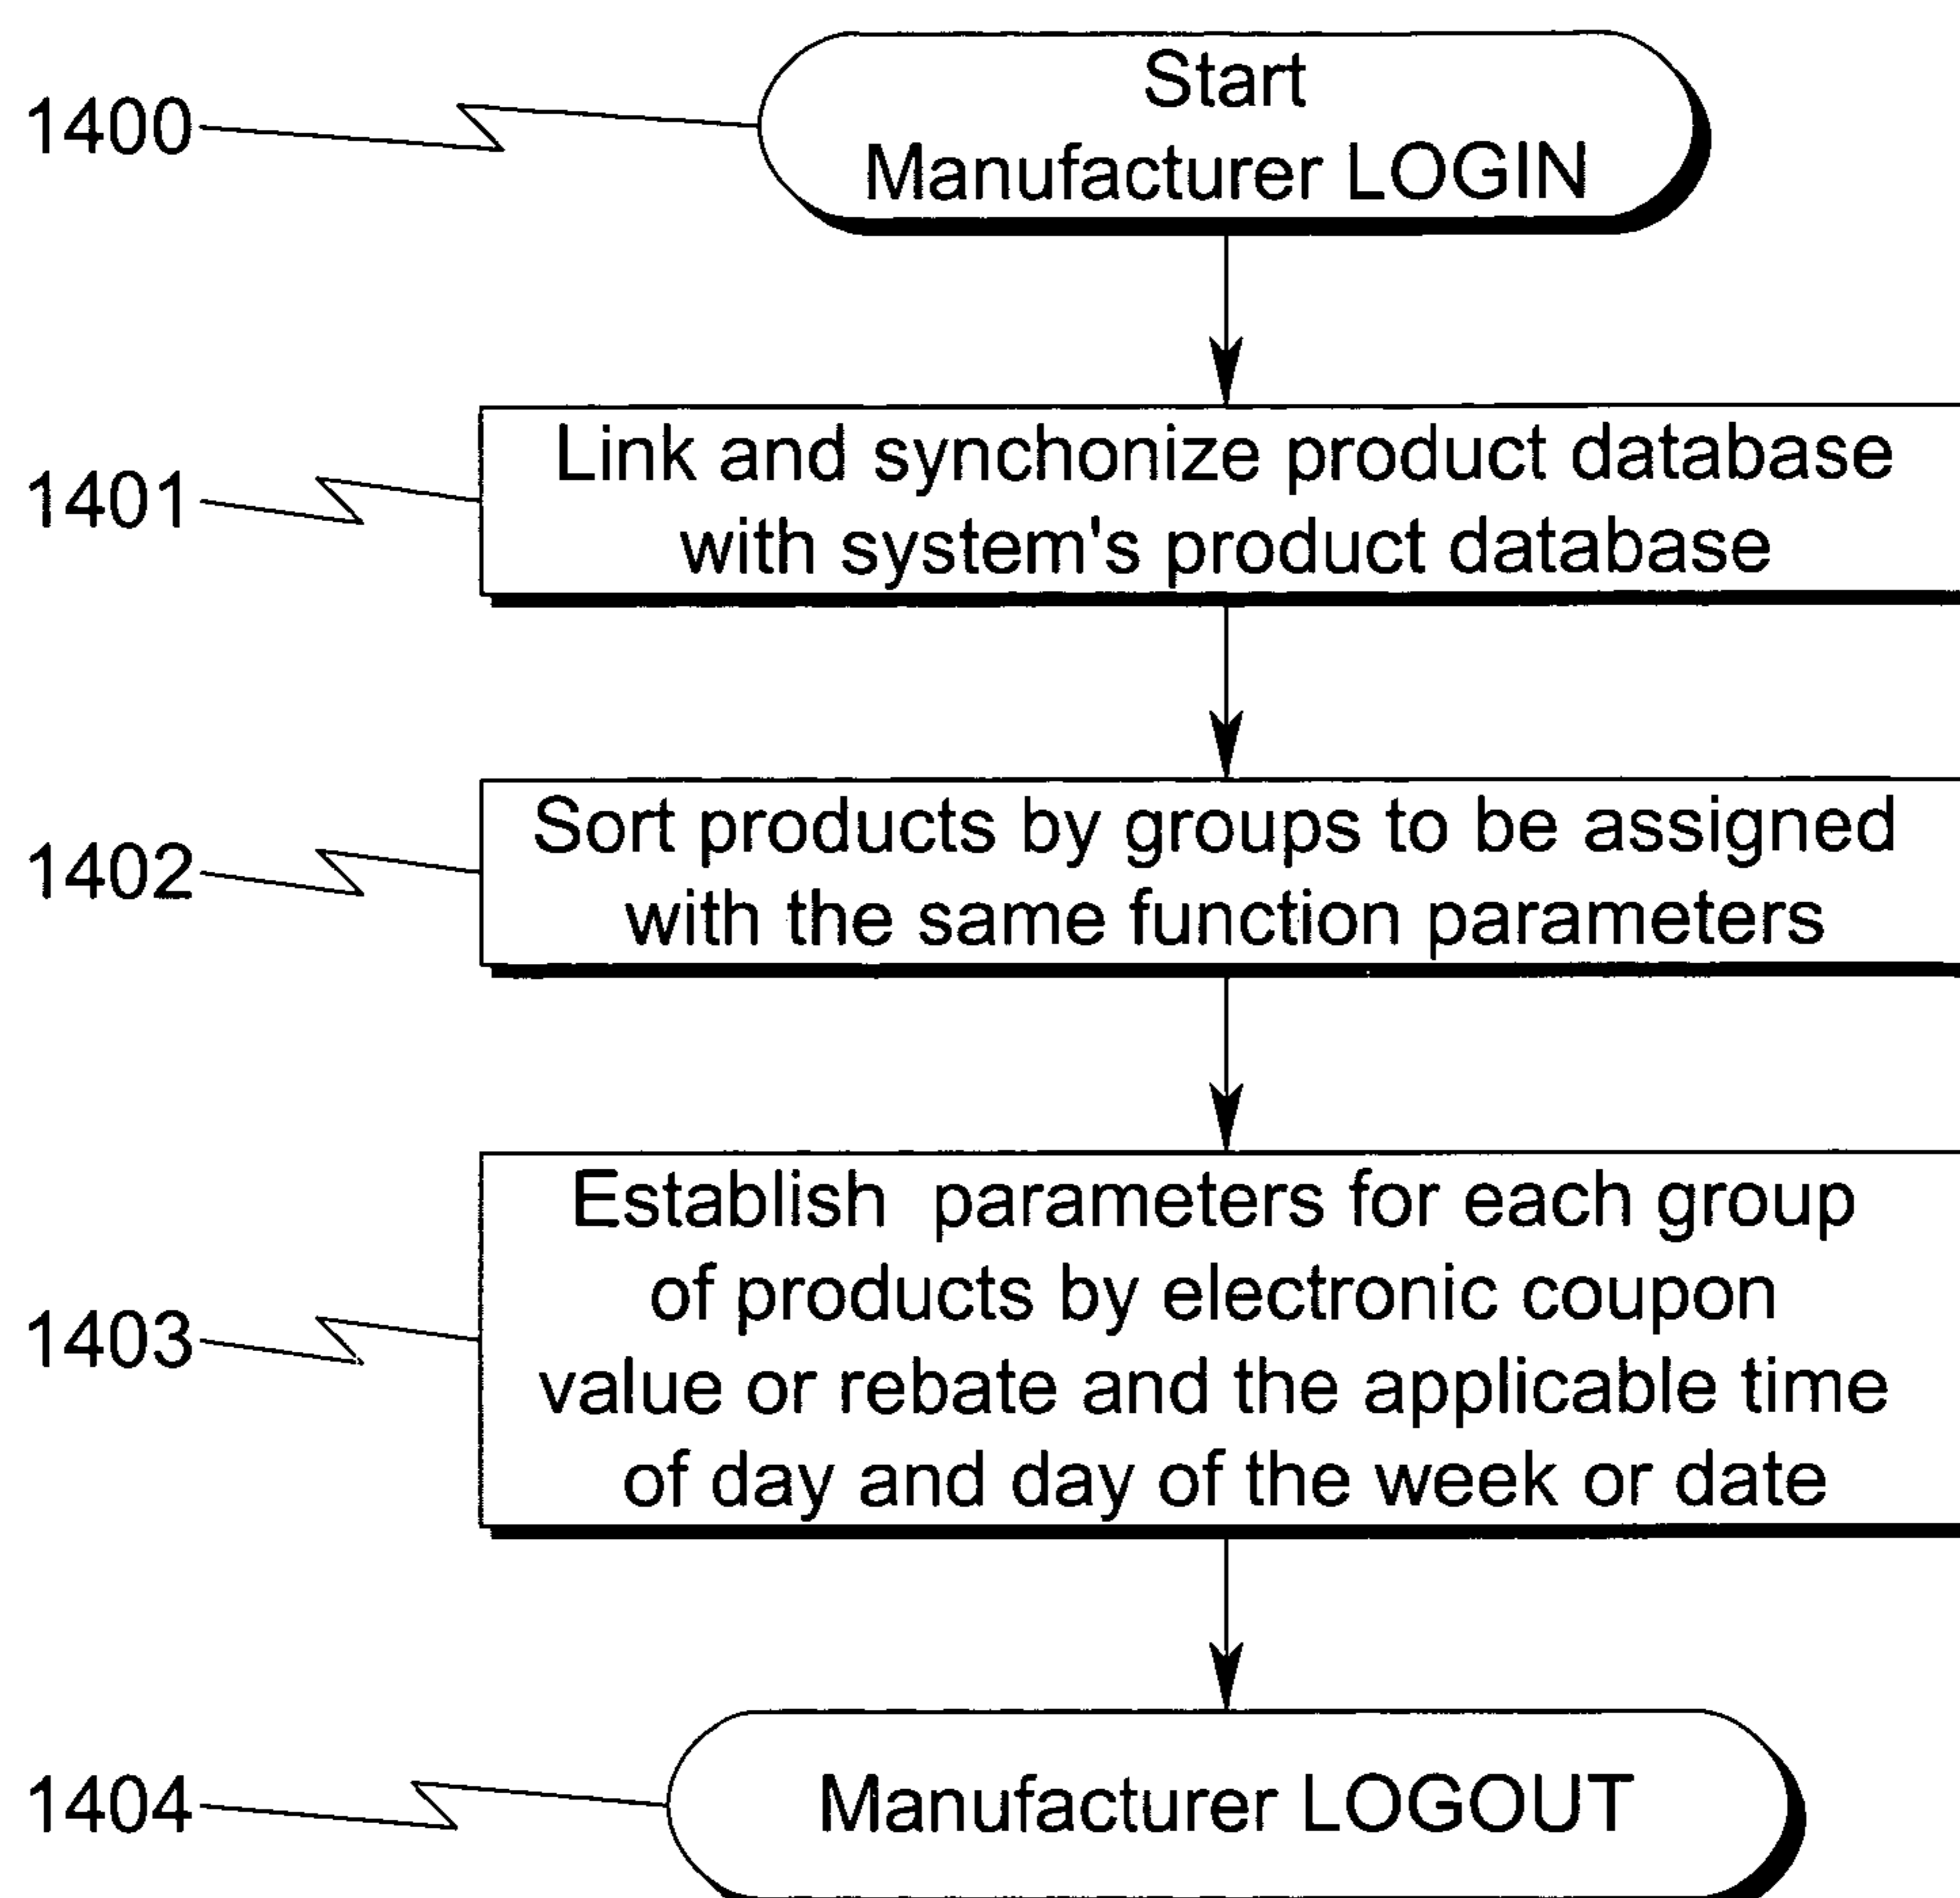 1400
Start
Manufacturer LOGIN
1401
Link and synchonize product database
with system's product database
1402
Sort products by groups to be assigned
with the same function parameters
1403
Establish parameters for each group
of products by electronic coupon
value or rebate and the applicable time
of day and day of the week or date
1404
Manufacturer LOGOUT